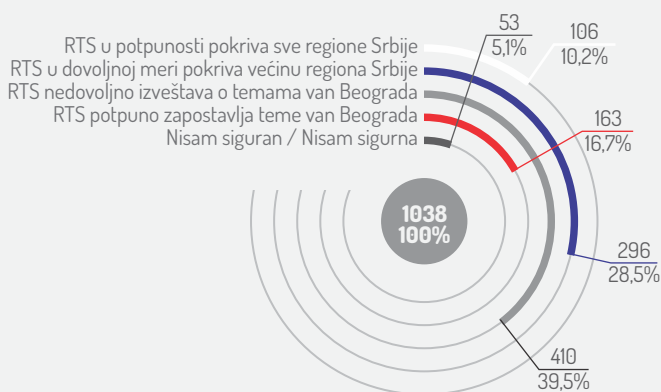 53
5,1%
106
10,2%
RTS u potpunosti pokriva sve regione Srbije
RTS u dovoljnoj meri pokriva većinu regiona Srbije
RTS nedovoljno izveštava o temama van Beograda
RTS potpuno zapostavlja teme van Beograda
Nisam siguran / Nisam sigurna
163
16,7%
1038
100%
296
28,5%
410
39,5%